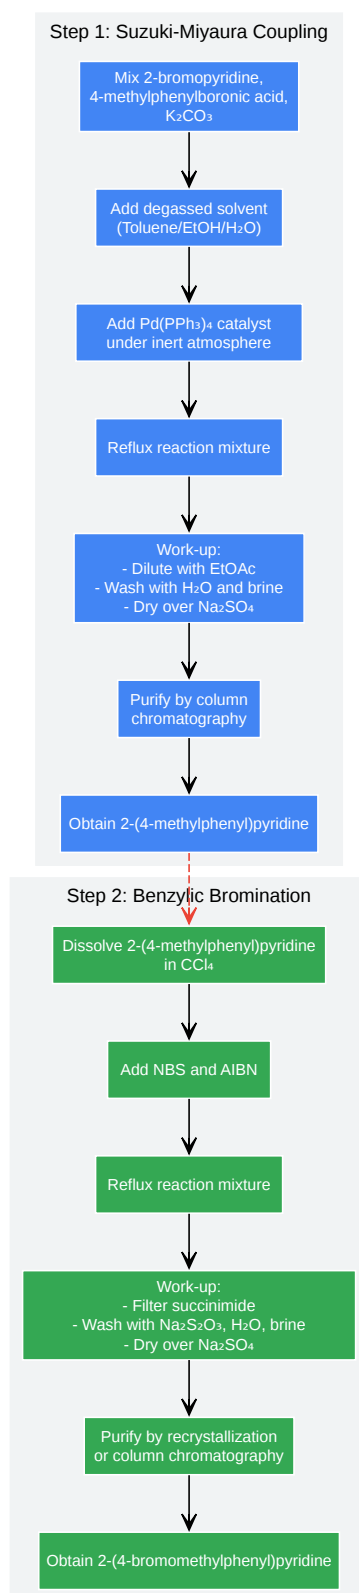 Step 1: Suzuki-Miyaura Coupling
Mix 2-bromopyridine,
4-methylphenylboronic acid,
K₂CO₃
Add degassed solvent
(Toluene/EtOH/H₂O)
Add Pd(PPh₃)₄ catalyst
under inert atmosphere
Reflux reaction mixture
Work-up:
- Dilute with EtOAc
- Wash with H₂O and brine
- Dry over Na₂SO₄
Purify by column
chromatography
Obtain 2-(4-methylphenyl)pyridine
Step 2: Benzylic Bromination
Dissolve 2-(4-methylphenyl)pyridine
in CCl₄
Add NBS and AIBN
Reflux reaction mixture
Work-up:
- Filter succinimide
- Wash with Na₂S₂O₃, H₂O, brine
- Dry over Na₂SO₄
Purify by recrystallization
or column chromatography
Obtain 2-(4-bromomethylphenyl)pyridine